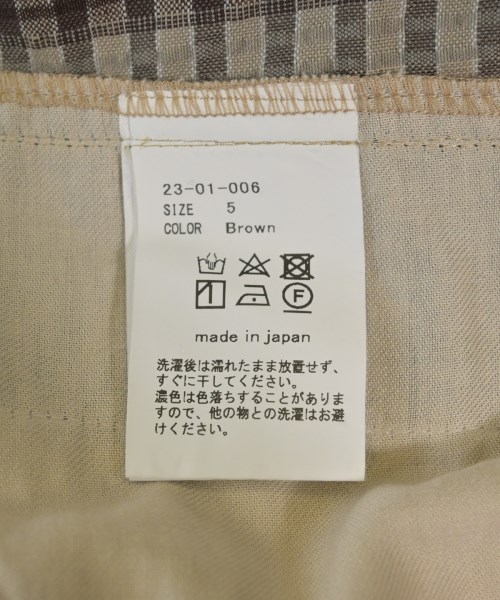 23-01-006
SIZE 5
COLOR Brown
F
made in japan
洗濯後は濡れたまま放置せず、
すぐに干してください。
濃色は色落ちすることがありま
すので、他の物との洗濯はお避
けください。